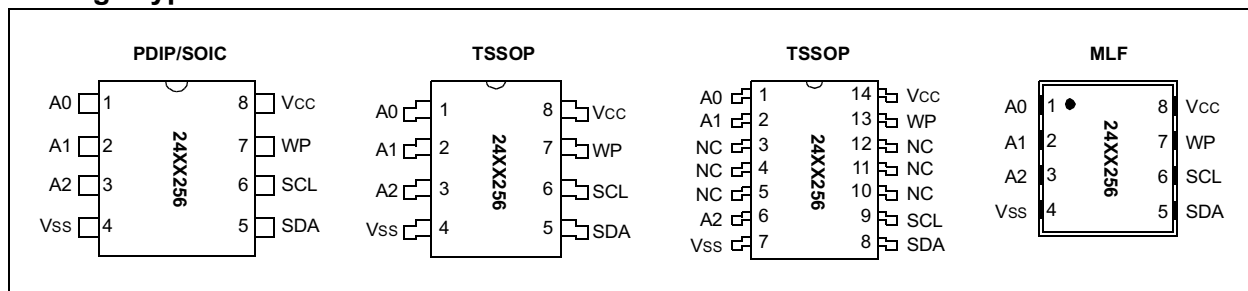 PDIP/SOIC
A0 1 8 VCC
A1 2 7 WP
A2 3 6 SCL
VSS 4 5 SDA
24XX256
TSSOP
A0 1 8 VCC
A1 2 7 WP
A2 3 6 SCL
VSS 4 5 SDA
24XX256
TSSOP
A0 1 14 VCC
A1 2 13 WP
NC 3 12 NC
NC 4 11 NC
NC 5 10 NC
A2 6 9 SCL
VSS 7 8 SDA
24XX256
MLF
A0 1 8 VCC
A1 2 7 WP
A2 3 6 SCL
VSS 4 5 SDA
24XX256